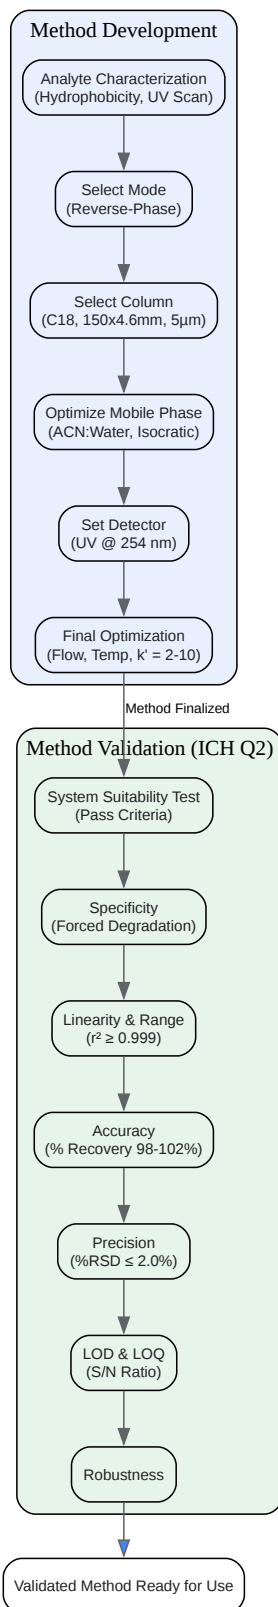 Method Development
Analyte Characterization
(Hydrophobicity, UV Scan)
Select Mode
(Reverse-Phase)
Select Column
(C18, 150x4.6mm, 5µm)
Optimize Mobile Phase
(ACN:Water, Isocratic)
Set Detector
(UV @ 254 nm)
Final Optimization
(Flow, Temp, k' = 2-10)
Method Finalized
Method Validation (ICH Q2)
System Suitability Test
(Pass Criteria)
Specificity
(Forced Degradation)
Linearity & Range
(r² ≥ 0.999)
Accuracy
(% Recovery 98-102%)
Precision
(%RSD ≤ 2.0%)
LOD & LOQ
(S/N Ratio)
Robustness
Validated Method Ready for Use